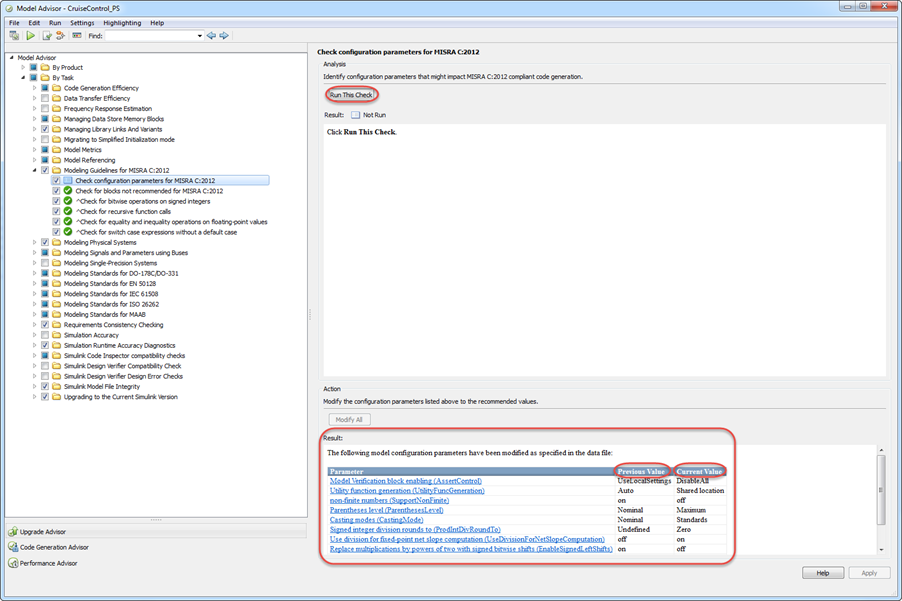 Model Advisor - CruiseControl_PS
File Edit Run Settings Highlighting Help
Find:
Model Advisor
By Product
By Task
Code Generation Efficiency
Data Transfer Efficiency
Frequency Response Estimation
Managing Data Store Memory Blocks
Managing Library Links And Variants
Migrating to Simplified Initialization mode
Model Metrics
Model Referencing
Modeling Guidelines for MISRA C:2012
Check configuration parameters for MISRA C:2012
Check for blocks not recommended for MISRA C:2012
^Check for bitwise operations on signed integers
^Check for recursive function calls
^Check for equality and inequality operations on floating-point values
^Check for switch case expressions without a default case
Modeling Physical Systems
Modeling Signals and Parameters using Buses
Modeling Single-Precision Systems
Modeling Standards for DO-178C/DO-331
Modeling Standards for EN 50128
Modeling Standards for IEC 61508
Modeling Standards for ISO 26262
Modeling Standards for MAAB
Requirements Consistency Checking
Simulation Accuracy
Simulation Runtime Accuracy Diagnostics
Simulink Code Inspector compatibility checks
Simulink Design Verifier Compatibility Check
Simulink Design Verifier Design Error Checks
Simulink Model File Integrity
Upgrading to the Current Simulink Version
Upgrade Advisor
Code Generation Advisor
Performance Advisor
Check configuration parameters for MISRA C:2012
Analysis
Identify configuration parameters that might impact MISRA C:2012 compliant code generation.
Run This Check
Result: Not Run
Click Run This Check.
Action
Modify the configuration parameters listed above to the recommended values.
Modify All
Result:
The following model configuration parameters have been modified as specified in the data file:
Parameter Previous Value Current Value
Model Verification block enabling (AssertControl) UseLocalSettings DisableAll
Utility function generation (UtilityFuncGeneration) Auto Shared location
non-finite numbers (SupportNonFinite) on off
Parentheses level (ParenthesesLevel) Nominal Maximum
Casting modes (CastingMode) Nominal Standards
Signed integer division rounds to (ProdIntDivRoundTo) Undefined Zero
Use division for fixed-point net slope computation (UseDivisionForNetSlopeComputation) off on
Replace multiplications by powers of two with signed bitwise shifts (EnableSignedLeftShifts) on off
Help Apply